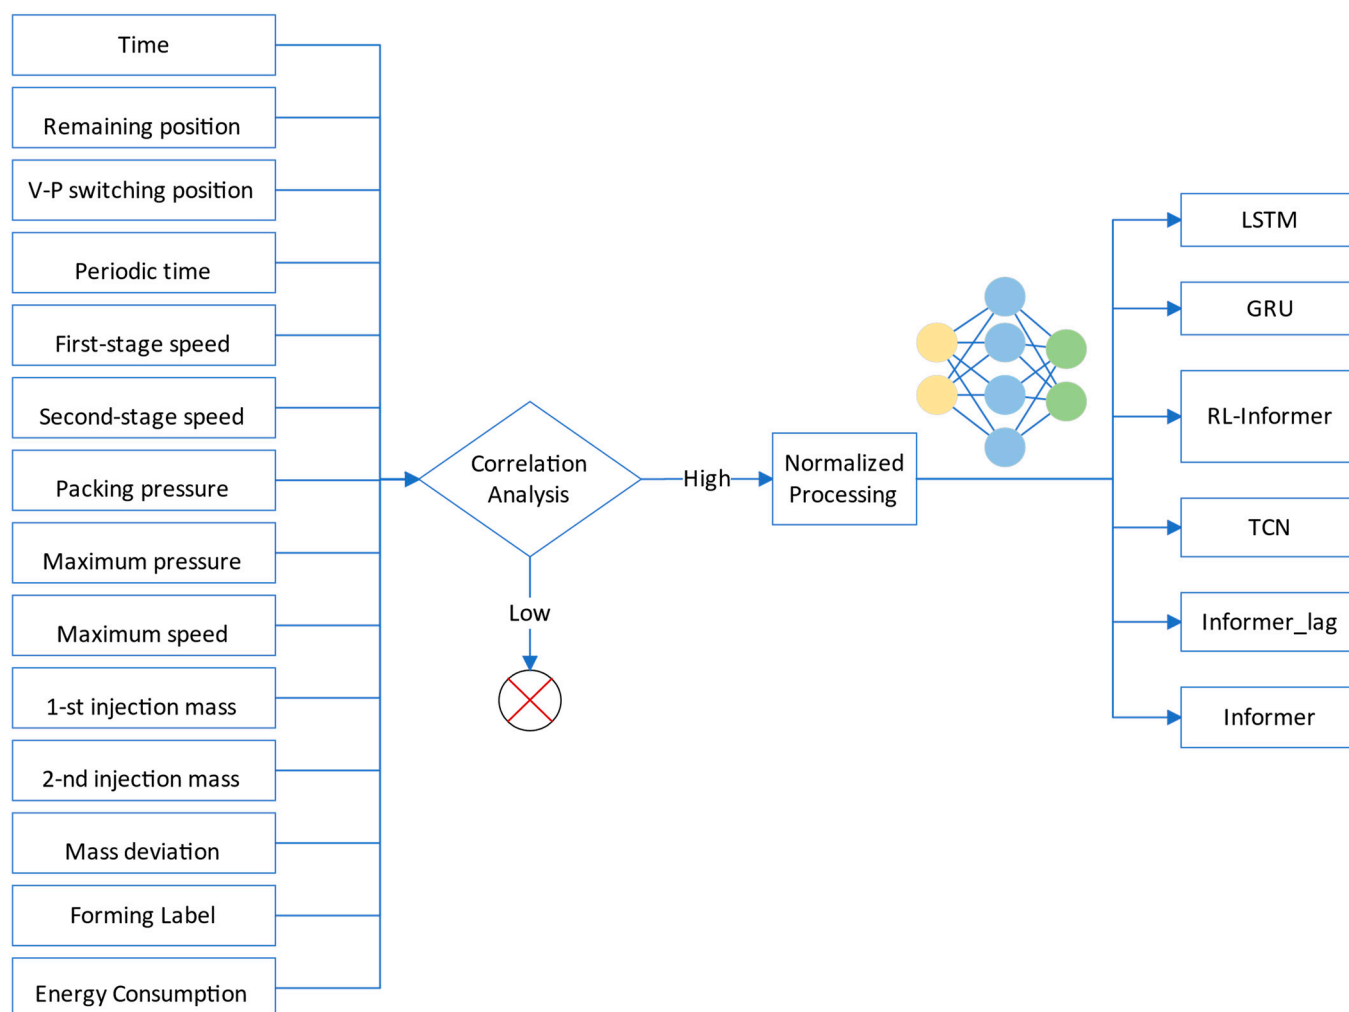 Time
Remaining position
V-P switching position
Periodic time
First-stage speed
Second-stage speed
Packing pressure
Maximum pressure
Maximum speed
1-st injection mass
2-nd injection mass
Mass deviation
Forming Label
Energy Consumption
Correlation
Analysis
High
Low
Normalized
Processing
LSTM
GRU
RL-Informer
TCN
Informer_lag
Informer